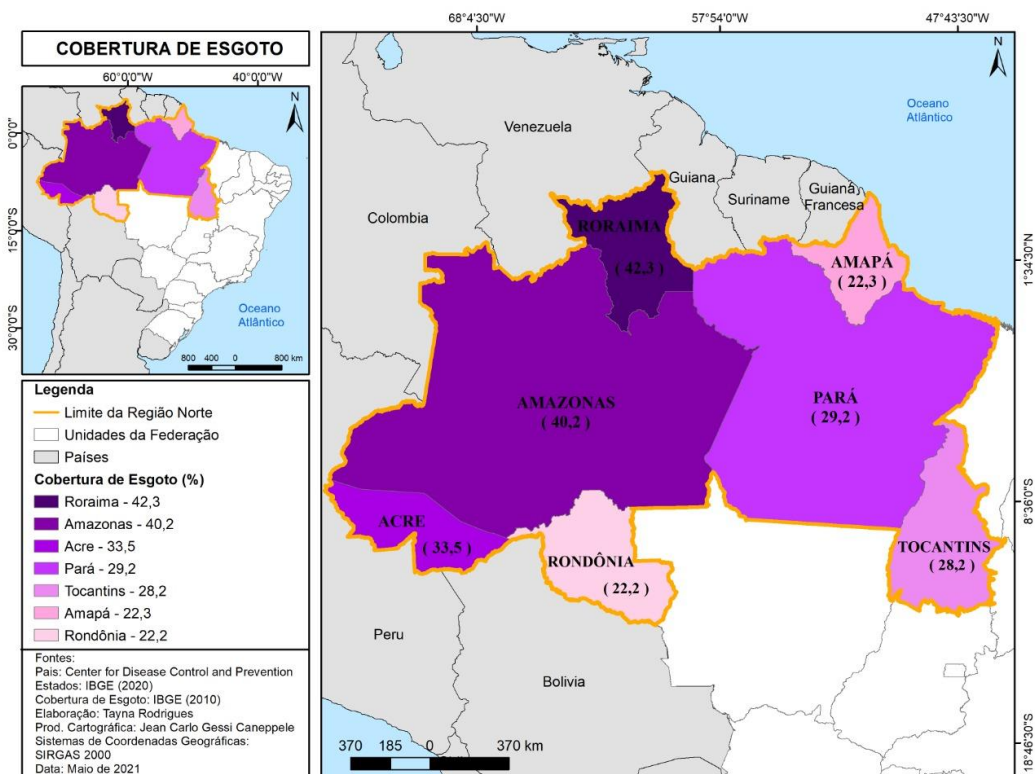 COBERTURA DE ESGOTO
60°0'0"W 40°0'0"W
N
0°0'0"
15°0'0"S
30°0'0"S
Oceano
Atlântico
800 400 0 800 km
Legenda
Limite da Região Norte
Unidades da Federação
Países
Cobertura de Esgoto (%)
Roraima - 42,3
Amazonas - 40,2
Acre - 33,5
Pará - 29,2
Tocantins - 28,2
Amapá - 22,3
Rondônia - 22,2
Fontes:
Pais: Center for Disease Control and Prevention
Estados: IBGE (2020)
Cobertura de Esgoto: IBGE (2010)
Elaboração: Tayna Rodrigues
Prod. Cartográfica: Jean Carlo Gessi Caneppele
Sistemas de Coordenadas Geográficas:
SIRGAS 2000
Data: Maio de 2021
68°4'30"W 57°54'0"W 47°43'30"W
N
Oceano
Atlântico
Venezuela
Guiana
Suriname
Guiana
Francesa
Colombia
RORAIMA
( 42,3 )
AMAPÁ
( 22,3 )
1°34'30"N
AMAZONAS
( 40,2 )
PARÁ
( 29,2 )
8°36'0"S
ACRE
( 33,5 )
RONDÔNIA
( 22,2 )
TOCANTINS
( 28,2 )
Peru
Bolivia
18°46'30"S
370 185 0 370 km